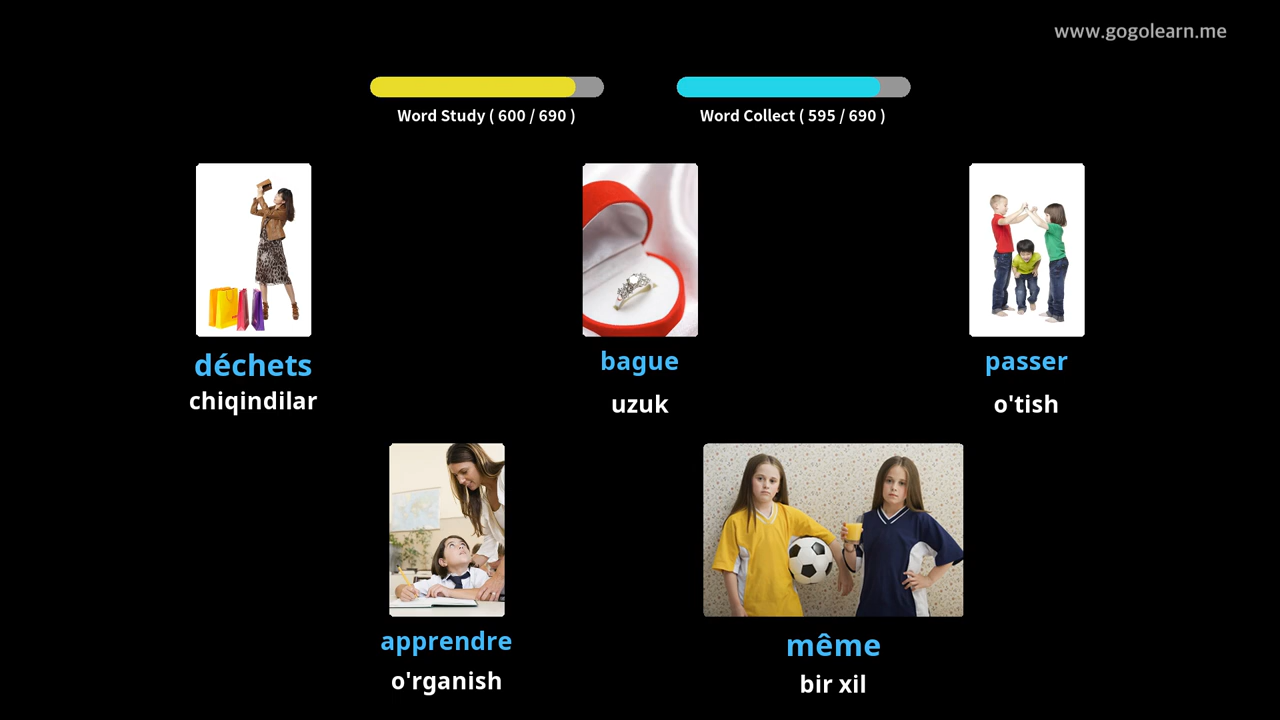 www.gogolearn.me
Word Study ( 600 / 690 )
Word Collect ( 595 / 690 )
déchets
chiqindilar
bague
uzuk
passer
o'tish
apprendre
o'rganish
même
bir xil